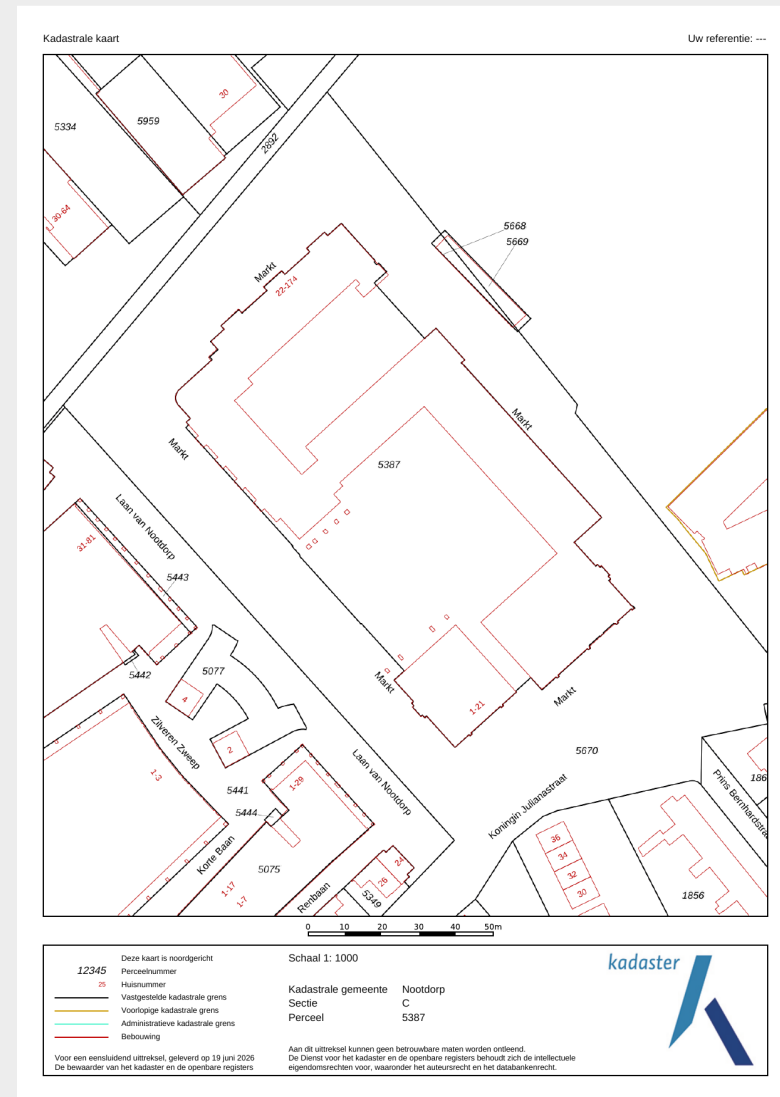 Kadastrale kaart
Uw referentie: ---
30
5334
5959
2892
30-64
5668
5669
Markt
22-174
Markt
Markt
5387
Laan van Nootdorp
31-81
5443
5442
5077
4
Markt
1-21
Markt
Zilveren Zweep
2
5670
1-3
5441
1-29
Laan van Nootdorp
5444
Koningin Julianastraat
Prins Bernhardstra
186
Korte Baan
5075
36
34
32
30
24
26
1-17
1-7
Renbaan
5349
1856
0 10 20 30 40 50m
12345
25
Deze kaart is noordgericht
Perceelnummer
Huisnummer
Vastgestelde kadastrale grens
Voorlopige kadastrale grens
Administratieve kadastrale grens
Bebouwing
Voor een eensluidend uittreksel, geleverd op 19 juni 2026
De bewaarder van het kadaster en de openbare registers
Schaal 1: 1000
Kadastrale gemeente Nootdorp
Sectie C
Perceel 5387
Aan dit uittreksel kunnen geen betrouwbare maten worden ontleend.
De Dienst voor het kadaster en de openbare registers behoudt zich de intellectuele
eigendomsrechten voor, waaronder het auteursrecht en het databankenrecht.
kadaster